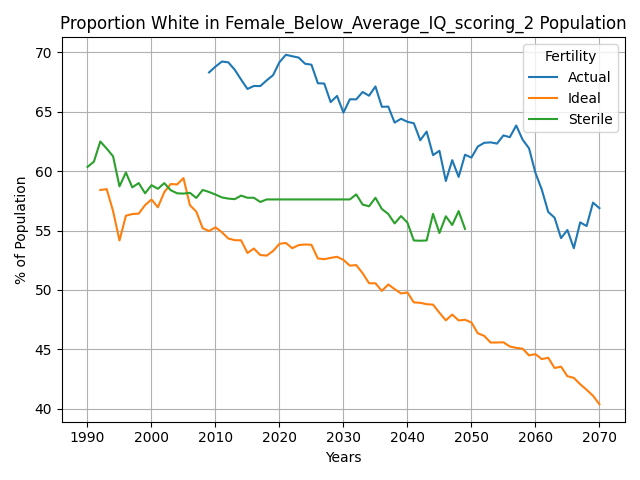 Proportion White in Female_Below_Average_IQ_scoring_2 Population
% of Population
70
65
60
55
50
45
40
1990
2000
2010
2020
2030
2040
2050
2060
2070
Years
Fertility
Actual
Ideal
Sterile